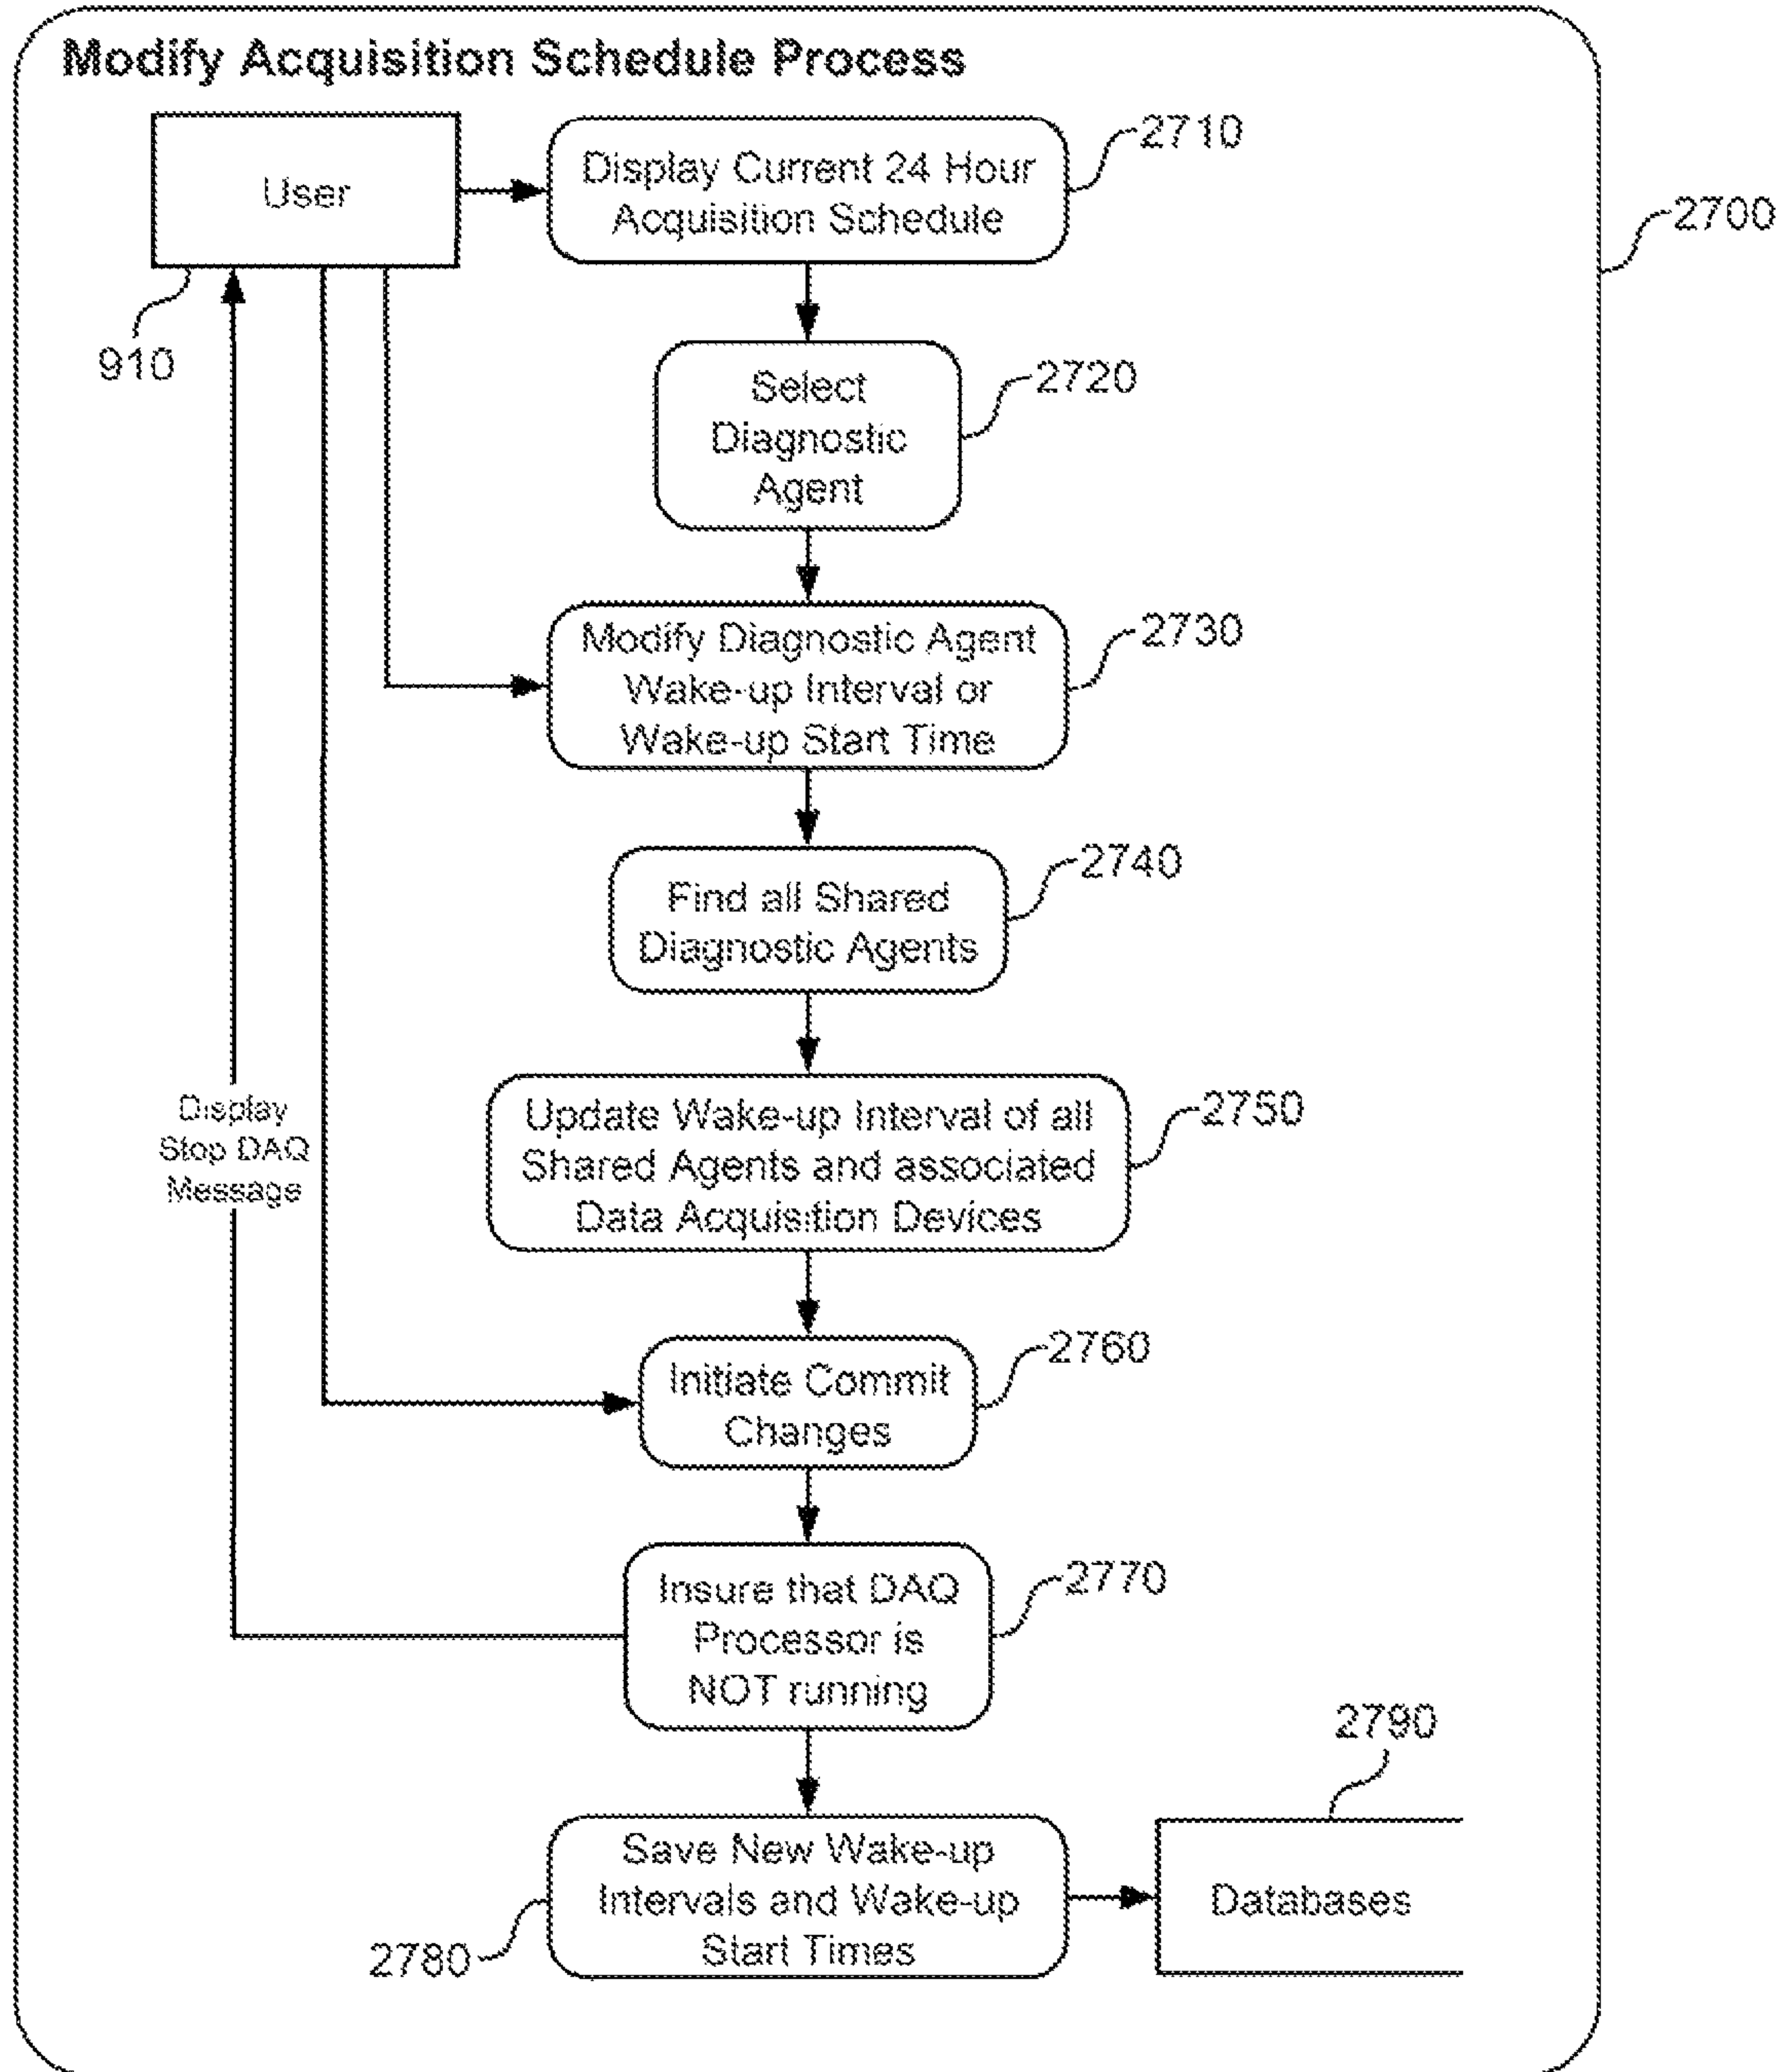 Modify Acquisition Schedule Process
User
Display Current 24 Hour
Acquisition Schedule
2710
2700
910
Select
Diagnostic
Agent
2720
Modify Diagnostic Agent
Wake-up Interval or
Wake-up Start Time
2730
Find all Shared
Diagnostic Agents
2740
Display
Stop DAQ
Message
Update Wake-up Interval of all
Shared Agents and associated
Data Acquisition Devices
2750
Initiate Commit
Changes
2760
Insure that DAQ
Processor is
NOT running
2770
2790
Save New Wake-up
Intervals and Wake-up
Start Times
2780
Databases